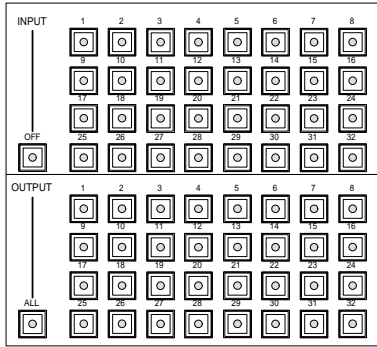 INPUT 1 2 3 4 5 6 7 8
9 10 11 12 13 14 15 16
17 18 19 20 21 22 23 24
OFF 25 26 27 28 29 30 31 32
OUTPUT 1 2 3 4 5 6 7 8
9 10 11 12 13 14 15 16
17 18 19 20 21 22 23 24
ALL 25 26 27 28 29 30 31 32